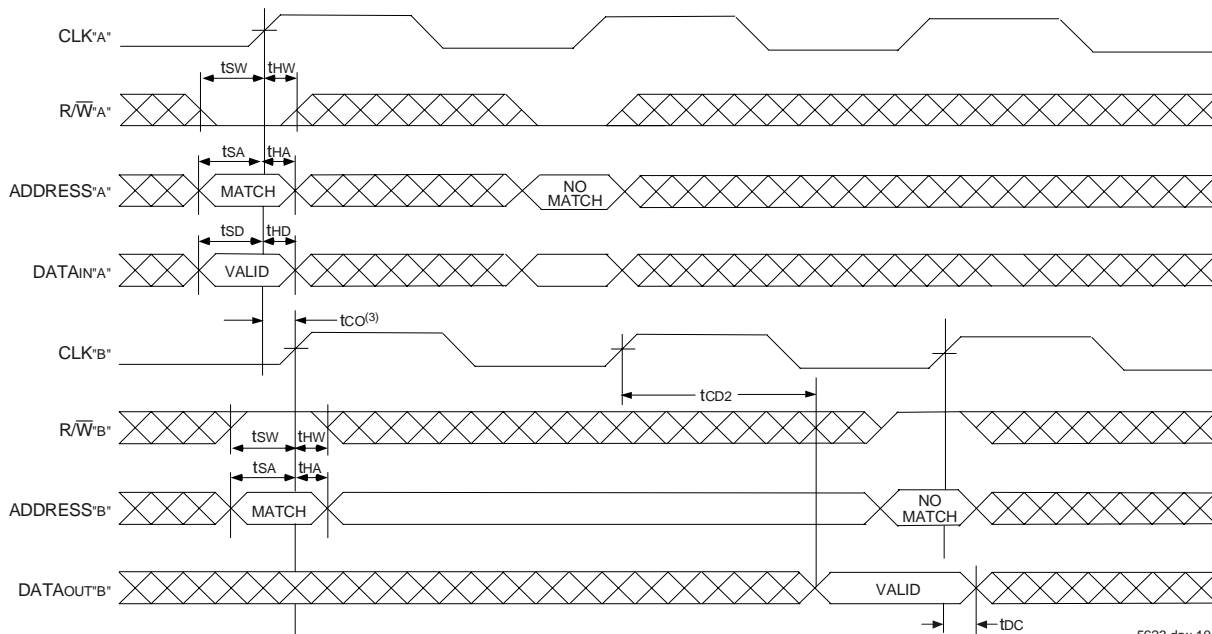 CLK"A"
tSW tHW
R/W̅"A"
tSA tHA
ADDRESS"A" MATCH NO MATCH
tSD tHD
DATAIN"A" VALID
tCO(3)
CLK"B"
tCD2
R/W̅"B"
tSW tHW
tSA tHA
ADDRESS"B" MATCH NO MATCH
DATAOUT"B" VALID
tDC